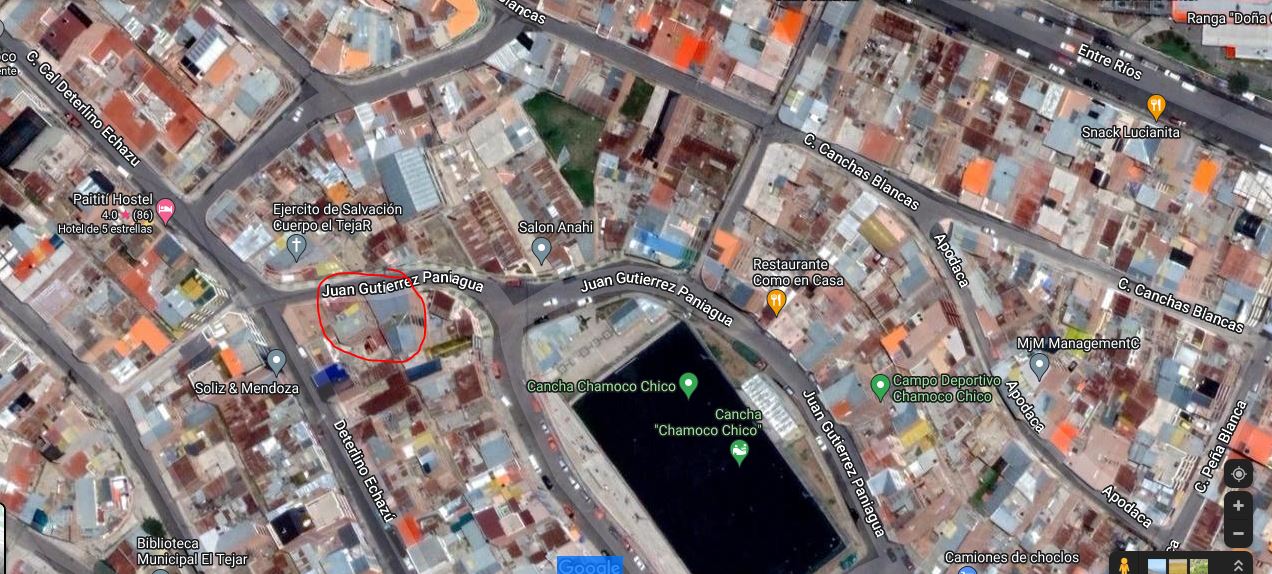 Blancas
Ranga "Doña
Entre Ríos
C. Cal Deterlino Echazu
Snack Lucianita
C. Canchas Blancas
Paitití Hostel
4.0 ★ (86)
Hotel de 5 estrellas
Ejercito de Salvación
Cuerpo el TejaR
Salon Anahi
Apodaca
Restaurante
Como en Casa
Juan Gutierrez Paniagua
Juan Gutierrez Paniagua
C. Canchas Blancas
MjM ManagementC
Soliz & Mendoza
Cancha Chamoco Chico
Campo Deportivo
Chamoco Chico
Cancha
"Chamoco Chico"
Apodaca
Juan Gutierrez Paniagua
C. Peña Blanca
Deterlino Echazú
Apodaca
Biblioteca
Municipal El Tejar
Google
Camiones de choclos